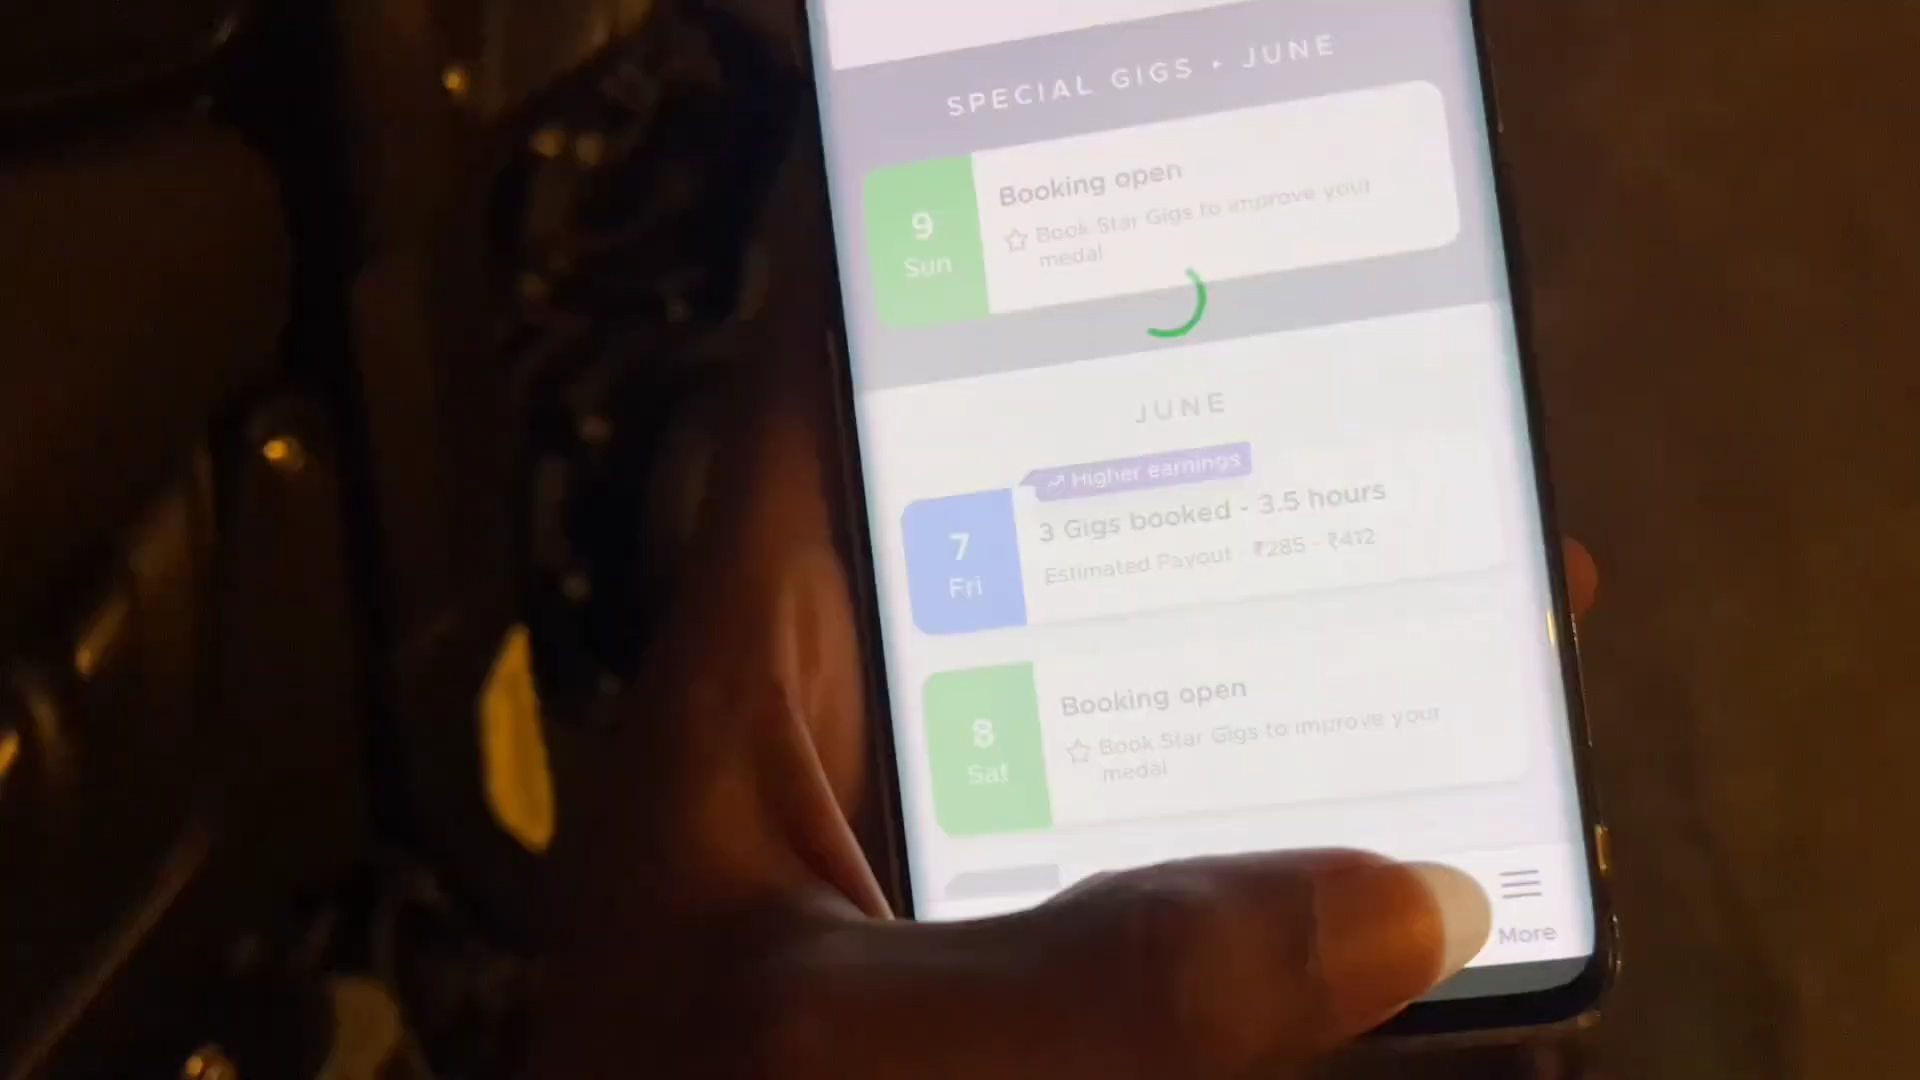 SPECIAL GIGS • JUNE
9
Sun
Booking open
Book Star Gigs to improve your
medal
JUNE
Higher earnings
7
Fri
3 Gigs booked - 3.5 hours
Estimated Payout - ₹285 - ₹412
8
Sat
Booking open
Book Star Gigs to improve your
medal
More